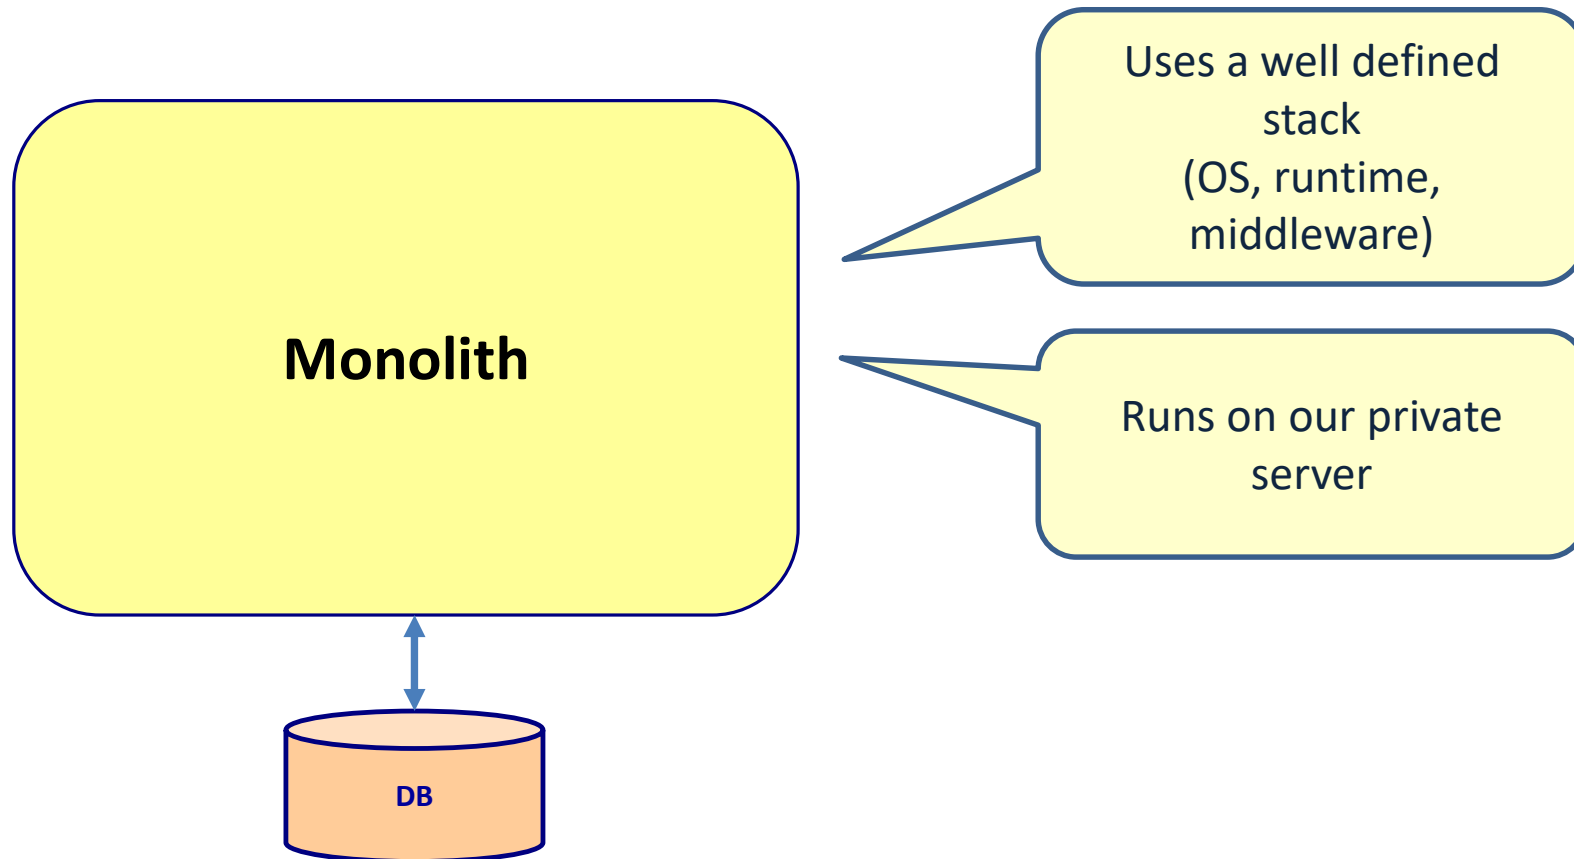 Uses a well defined
stack
(OS, runtime,
middleware)
Monolith
Runs on our private
server
DB